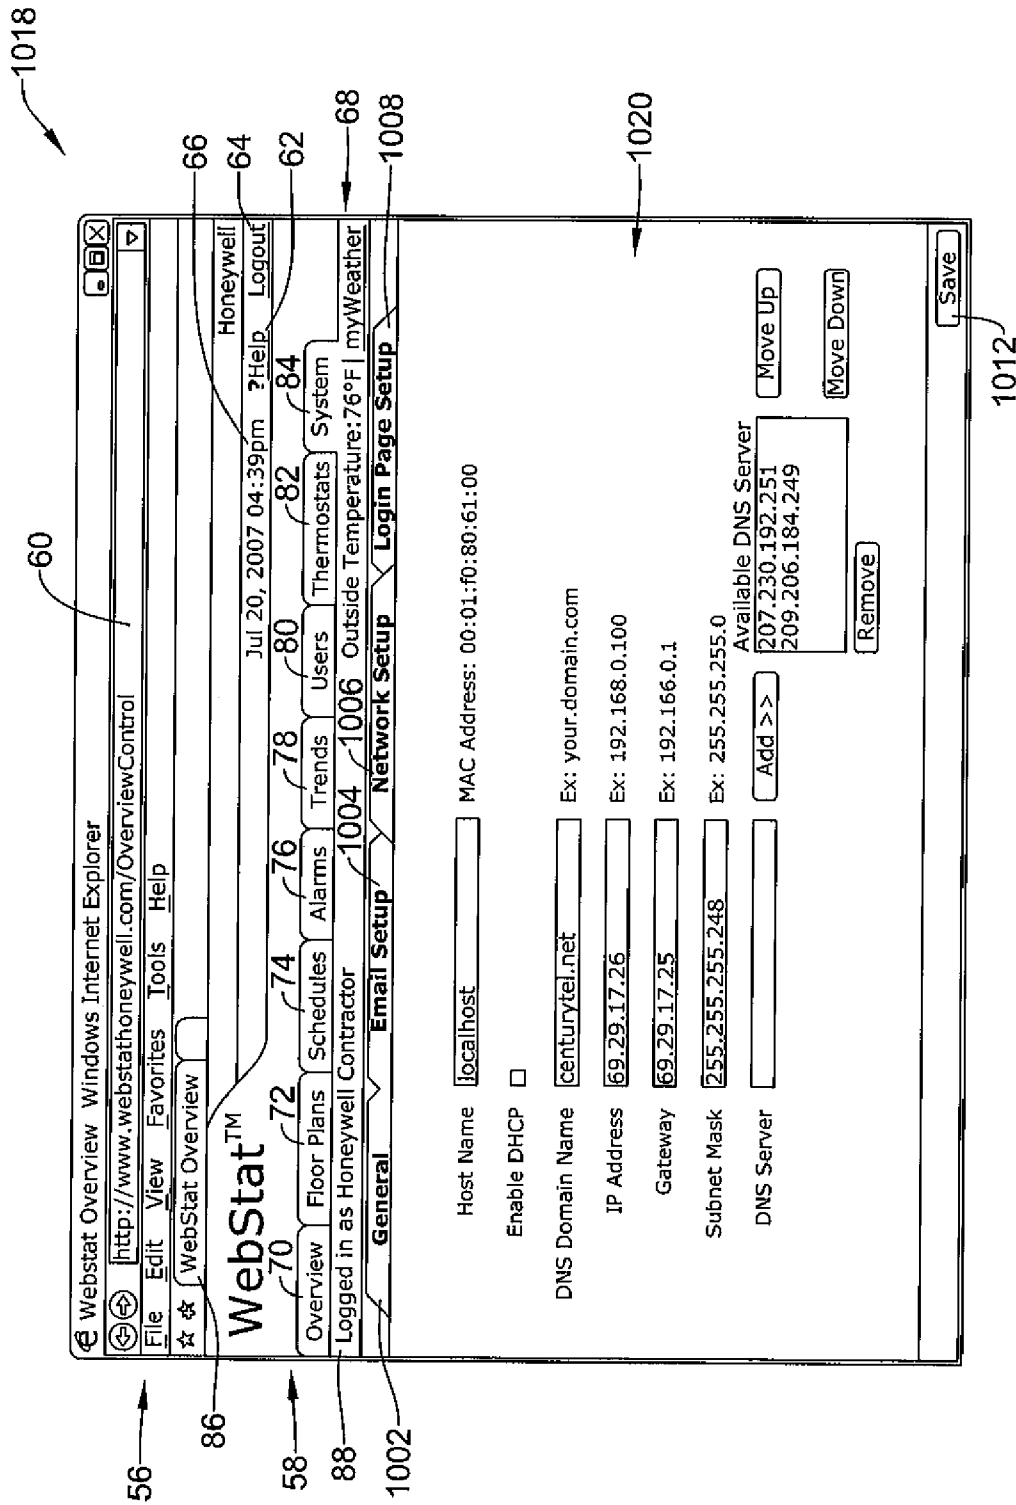 1018
Webstat Overview Windows Internet Explorer
60
http://www.webstathoneywell.com/OverviewControl
56
File Edit View Favorites Tools Help
WebStat Overview
86
Honeywell
66
64
62
WebStat™
Jul 20, 2007 04:39pm ?Help Logout
58
70 72 74 76 78 80 82 84
Overview Floor Plans Schedules Alarms Trends Users Thermostats System
68
88
Logged in as Honeywell Contractor Outside Temperature:76°F | myWeather
1002 1004 1006 1008
General Email Setup Network Setup Login Page Setup
1020
Host Name localhost MAC Address: 00:01:f0:80:61:00
Enable DHCP
DNS Domain Name centurytel.net Ex: your.domain.com
IP Address 69.29.17.26 Ex: 192.168.0.100
Gateway 69.29.17.25 Ex: 192.166.0.1
Subnet Mask 255.255.255.248 Ex: 255.255.255.0
Available DNS Server
DNS Server Add >> 207.230.192.251 Move Up
209.206.184.249
Move Down
Remove
Save
1012